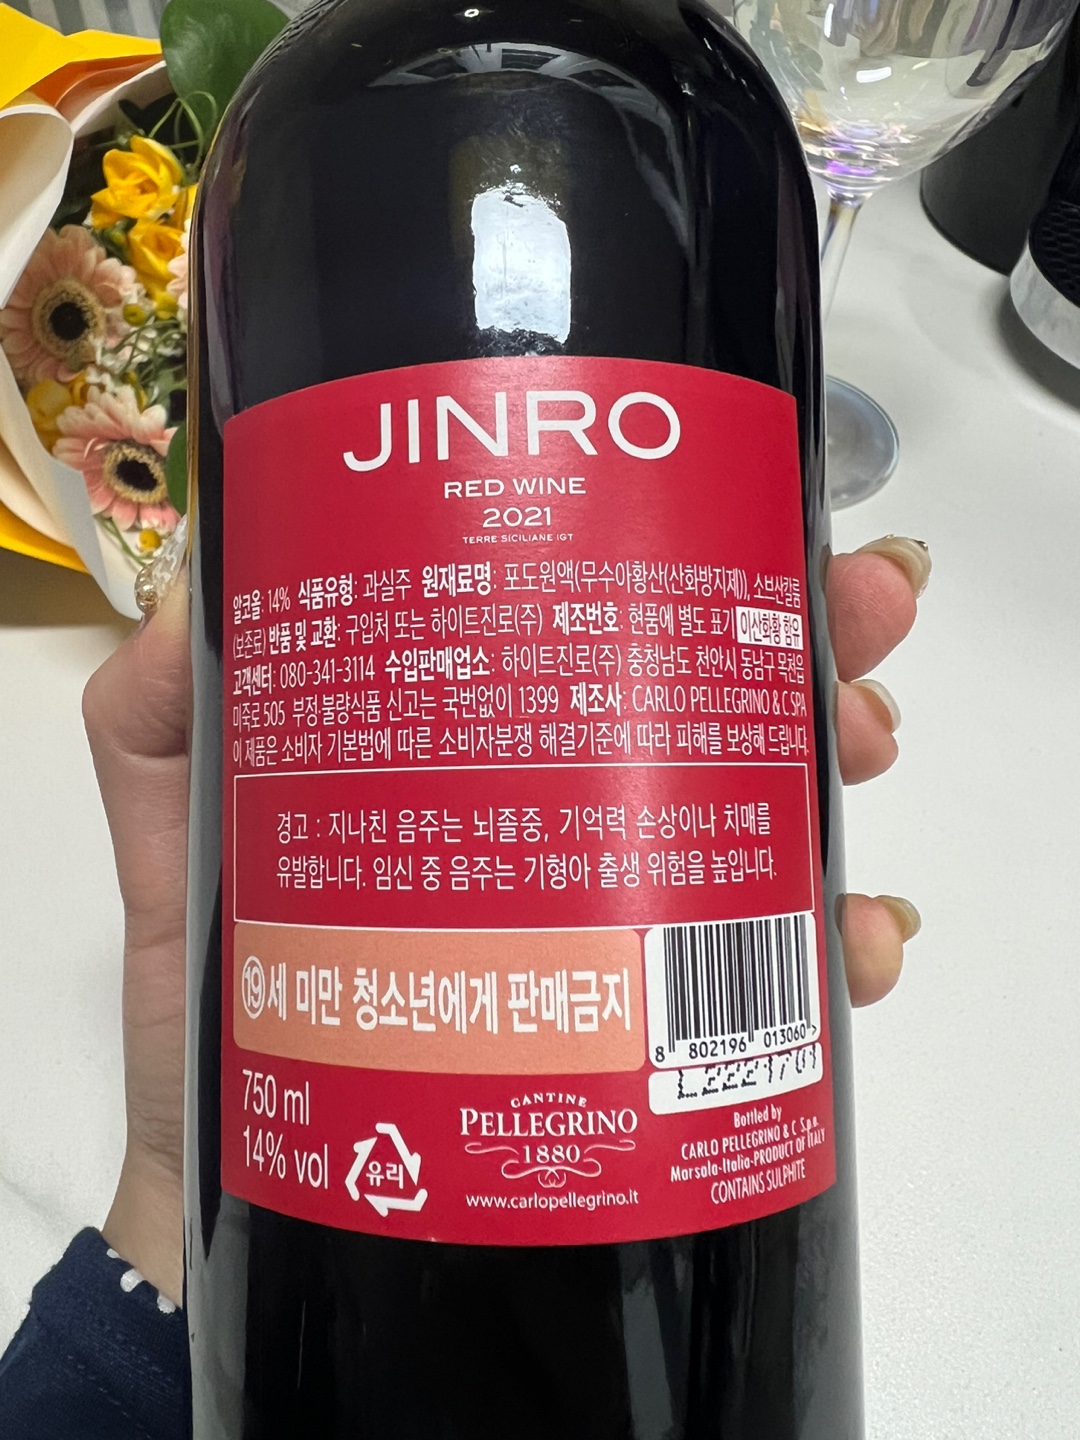 JINRO
RED WINE
2021
TERRE SICILIANE IGT
알코올: 14% 식품유형: 과실주 원재료명: 포도원액(무수아황산(산화방지제)), 소브산칼륨
(보존료) 반품 및 교환: 구입처 또는 하이트진로(주) 제조번호: 현품에 별도 표기 이산화황 함유
고객센터: 080-341-3114 수입판매업소: 하이트진로(주) 충청남도 천안시 동남구 목천읍
미죽로 505 부정·불량식품 신고는 국번없이 1399 제조사: CARLO PELLEGRINO & C SPA
이 제품은 소비자 기본법에 따른 소비자분쟁 해결기준에 따라 피해를 보상해 드립니다.
경고 : 지나친 음주는 뇌졸중, 기억력 손상이나 치매를
유발합니다. 임신 중 음주는 기형아 출생 위험을 높입니다.
19세 미만 청소년에게 판매금지
8 802196 013060 >
L2221701
750 ml
14% vol
유리
CANTINE
PELLEGRINO
1880
www.carlopellegrino.it
Bottled by
CARLO PELLEGRINO & C S.p.a.
Marsala-Italia-PRODUCT OF ITALY
CONTAINS SULPHITE